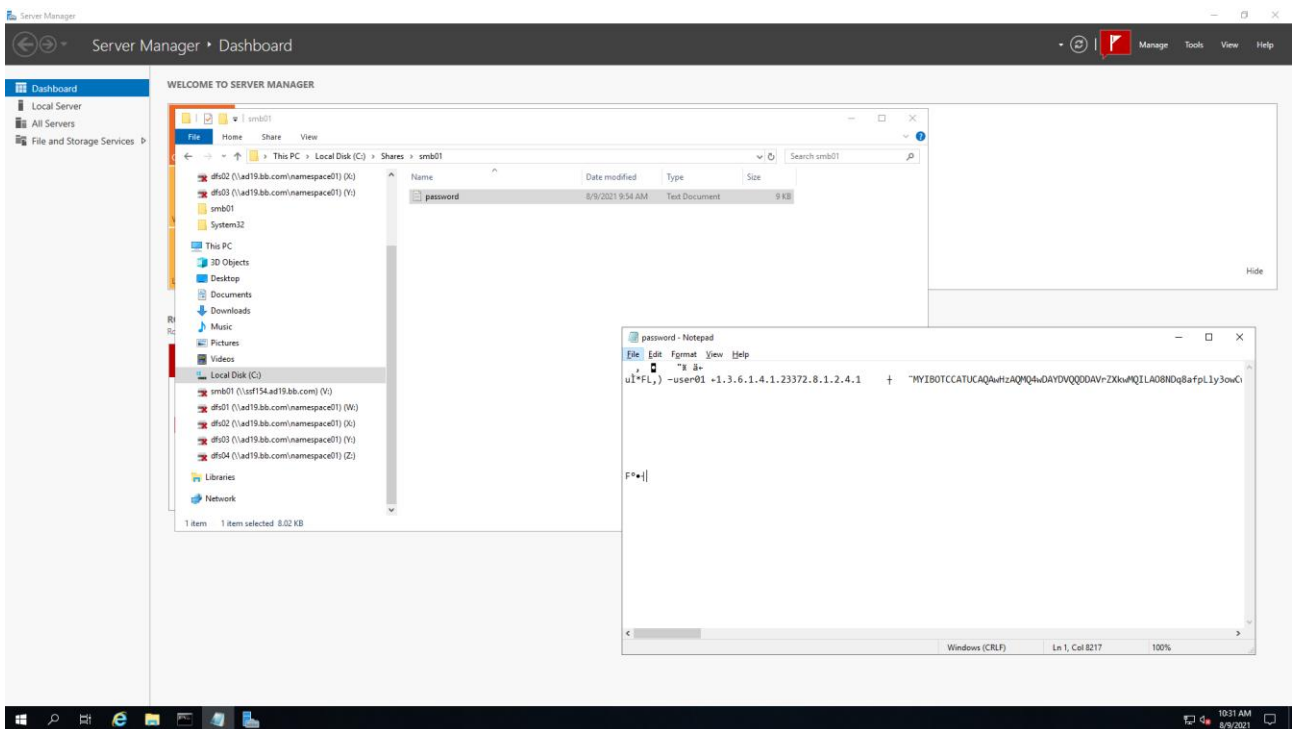 Server Manager
Server Manager ‣ Dashboard
Manage Tools View Help
Dashboard
Local Server
All Servers
File and Storage Services
WELCOME TO SERVER MANAGER
smb01
File Home Share View
This PC > Local Disk (C:) > Shares > smb01
Search smb01
dfs02 (\\ad19.bb.com\namespace01) (X:)
dfs03 (\\ad19.bb.com\namespace01) (Y:)
smb01
System32
This PC
3D Objects
Desktop
Documents
Downloads
Music
Pictures
Videos
Local Disk (C:)
smb01 (\\ssf154.ad19.bb.com) (V:)
dfs01 (\\ad19.bb.com\namespace01) (W:)
dfs02 (\\ad19.bb.com\namespace01) (X:)
dfs03 (\\ad19.bb.com\namespace01) (Y:)
dfs04 (\\ad19.bb.com\namespace01) (Z:)
Libraries
Network
Name Date modified Type Size
password 8/9/2021 9:54 AM Text Document 9 KB
1 item 1 item selected 8.02 KB
Hide
password - Notepad
File Edit Format View Help
-user01 +1.3.6.1.4.1.23372.8.1.2.4.1
Windows (CRLF) Ln 1, Col 8217 100%
10:31 AM
8/9/2021